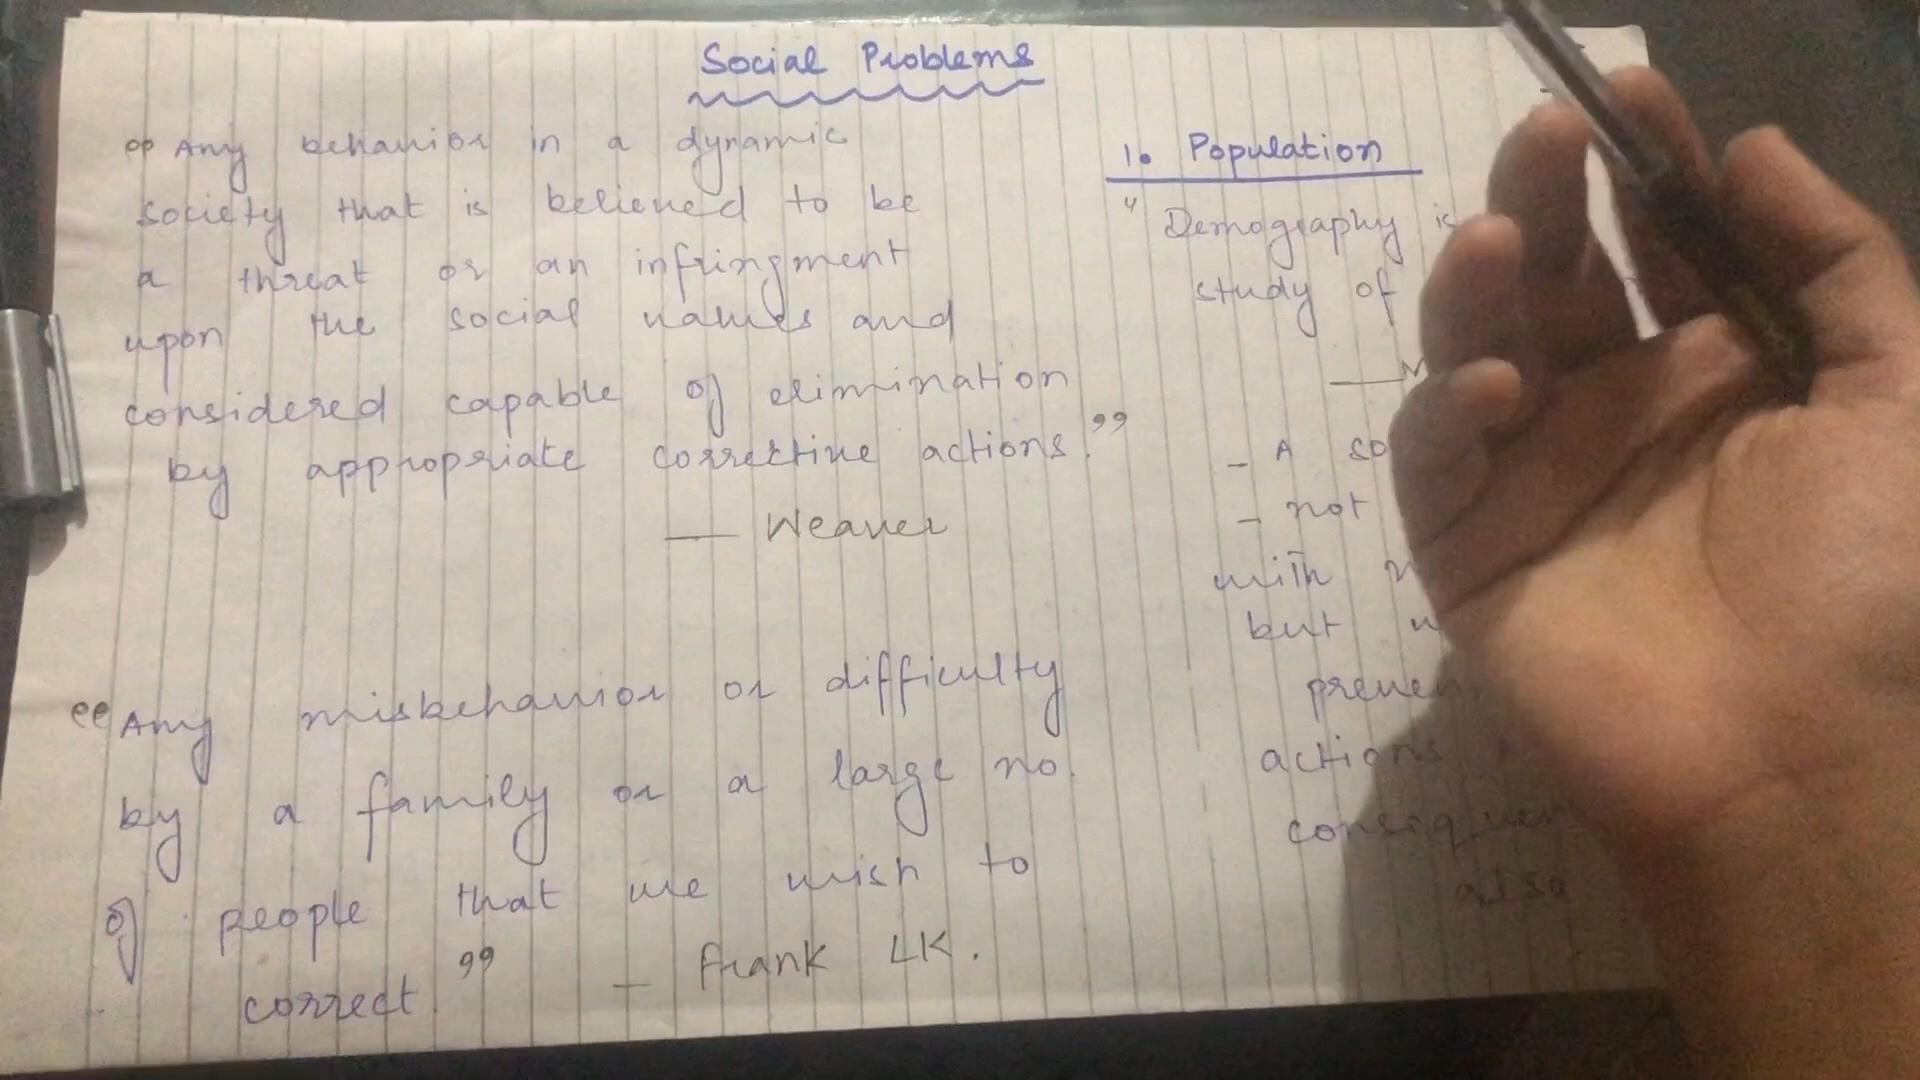 Social Problems
"Any behavior in a dynamic
society that is believed to be
a threat or an infringment
upon the social values and
considered capable of elimination
by appropriate corrective actions."
— Weaver
"Any misbehavior or difficulty
by a family or a large no.
of people that we wish to
correct." — Frank LK.
1. Population
" Demography is
study of
- A
- not
with
but
actions
also